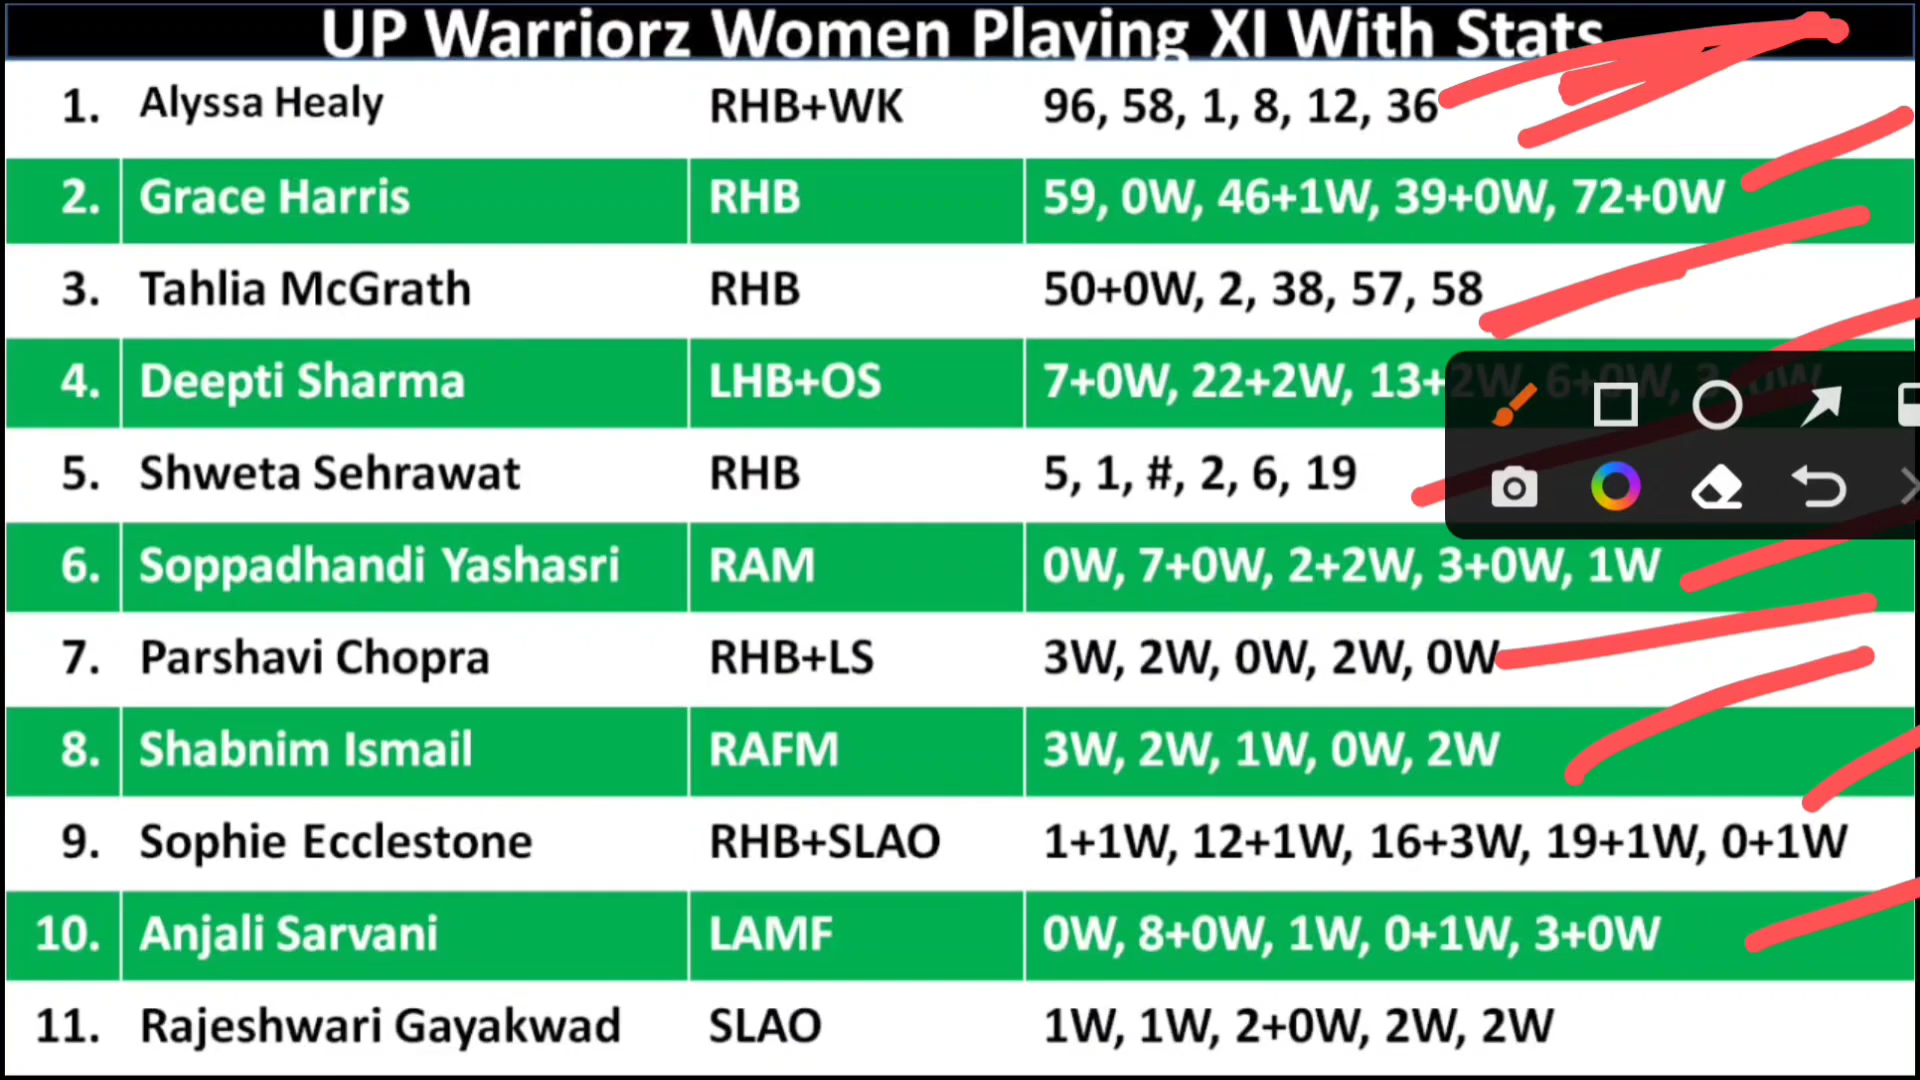 UP Warriorz Women Playing XI With Stats
1. Alyssa Healy RHB+WK 96, 58, 1, 8, 12, 36
2. Grace Harris RHB 59, 0W, 46+1W, 39+0W, 72+0W
3. Tahlia McGrath RHB 50+0W, 2, 38, 57, 58
4. Deepti Sharma LHB+OS 7+0W, 22+2W, 13+2W, 6+0W,
5. Shweta Sehrawat RHB 5, 1, #, 2, 6, 19
6. Soppadhandi Yashasri RAM 0W, 7+0W, 2+2W, 3+0W, 1W
7. Parshavi Chopra RHB+LS 3W, 2W, 0W, 2W, 0W
8. Shabnim Ismail RAFM 3W, 2W, 1W, 0W, 2W
9. Sophie Ecclestone RHB+SLAO 1+1W, 12+1W, 16+3W, 19+1W, 0+1W
10. Anjali Sarvani LAMF 0W, 8+0W, 1W, 0+1W, 3+0W
11. Rajeshwari Gayakwad SLAO 1W, 1W, 2+0W, 2W, 2W